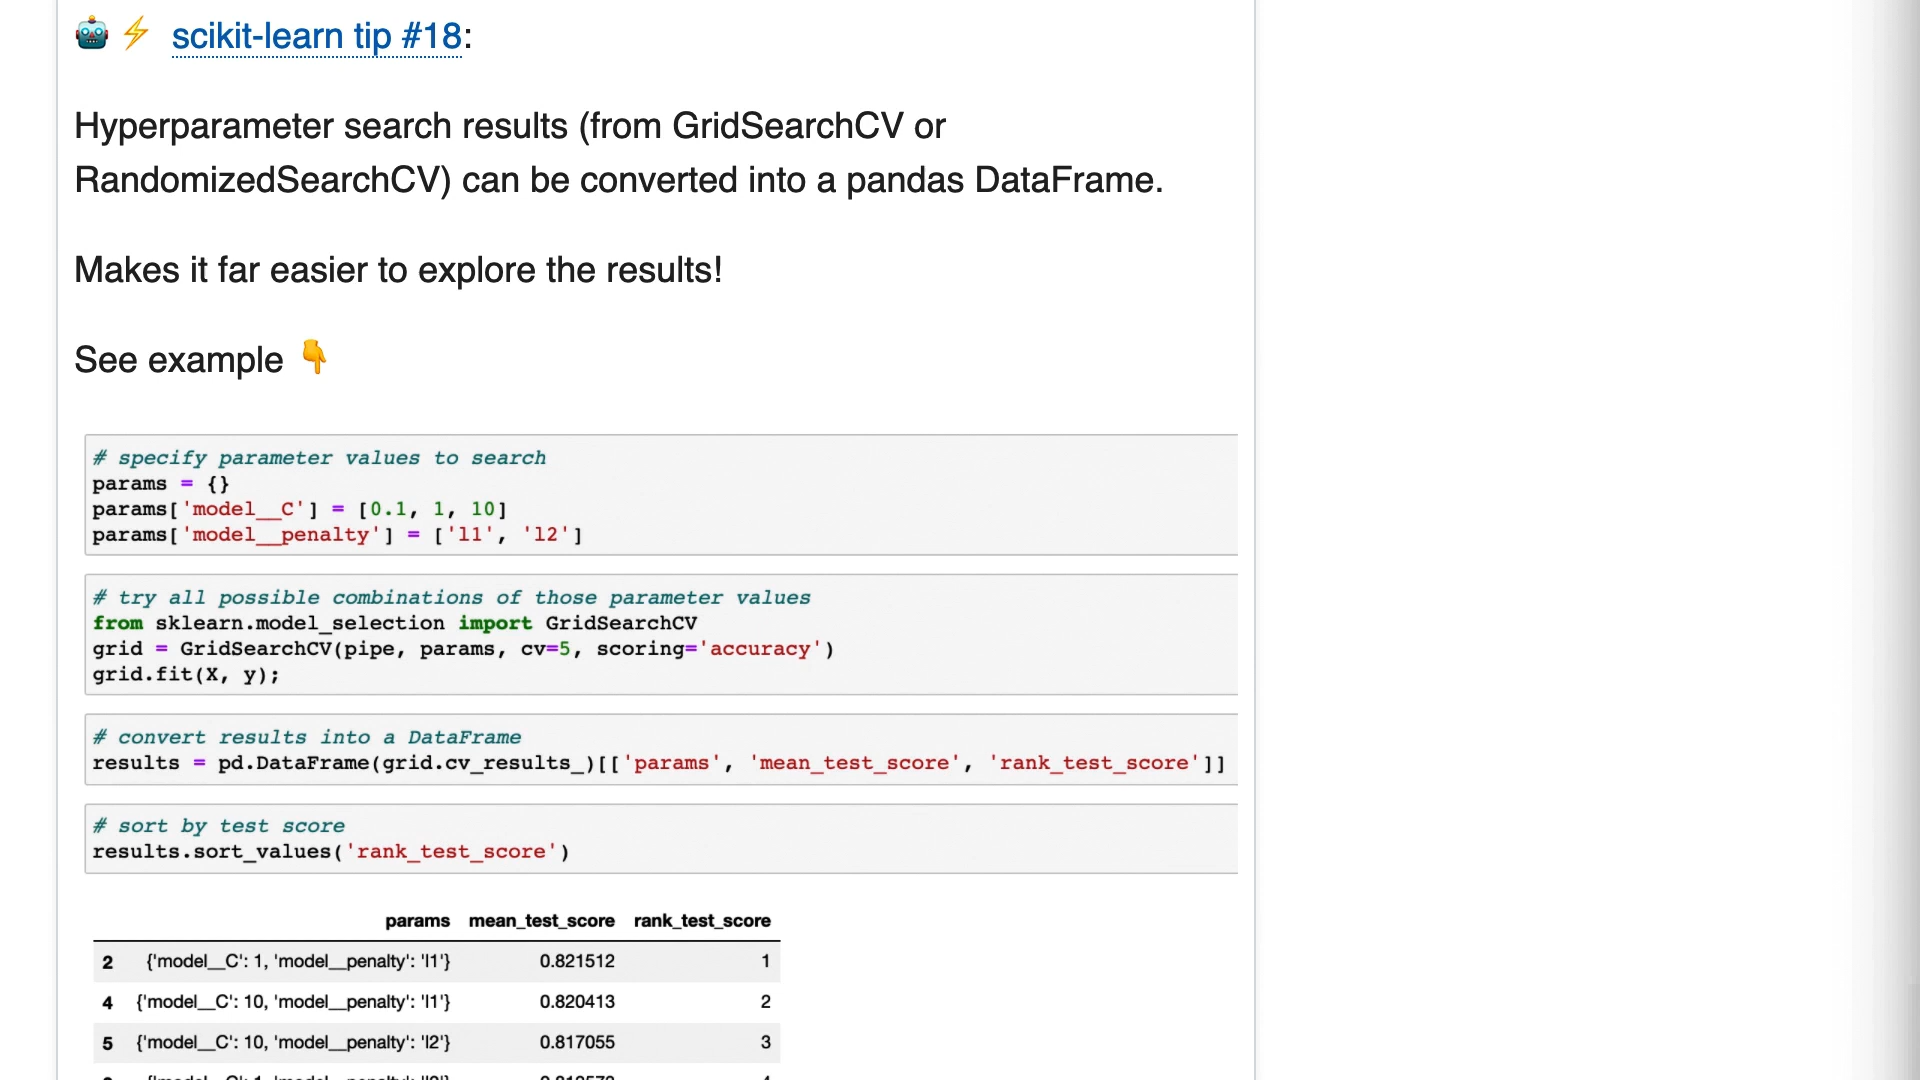 🤖⚡ scikit-learn tip #18:
Hyperparameter search results (from GridSearchCV or
RandomizedSearchCV) can be converted into a pandas DataFrame.
Makes it far easier to explore the results!
See example 👇
# specify parameter values to search
params = {}
params['model__C'] = [0.1, 1, 10]
params['model__penalty'] = ['l1', 'l2']
# try all possible combinations of those parameter values
from sklearn.model_selection import GridSearchCV
grid = GridSearchCV(pipe, params, cv=5, scoring='accuracy')
grid.fit(X, y);
# convert results into a DataFrame
results = pd.DataFrame(grid.cv_results_)[['params', 'mean_test_score', 'rank_test_score']]
# sort by test score
results.sort_values('rank_test_score')
params mean_test_score rank_test_score
2 {'model__C': 1, 'model__penalty': 'l1'} 0.821512 1
4 {'model__C': 10, 'model__penalty': 'l1'} 0.820413 2
5 {'model__C': 10, 'model__penalty': 'l2'} 0.817055 3